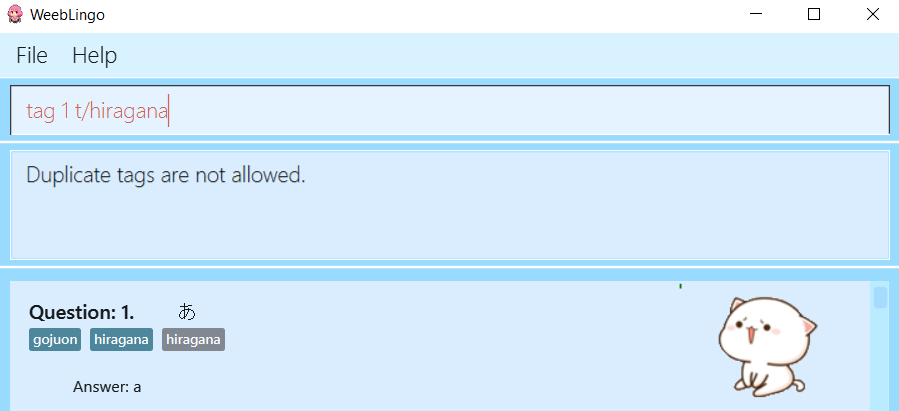 WeebLingo
File Help
tag 1 t/hiragana
Duplicate tags are not allowed.
Question: 1. あ
gojuon hiragana hiragana
Answer: a